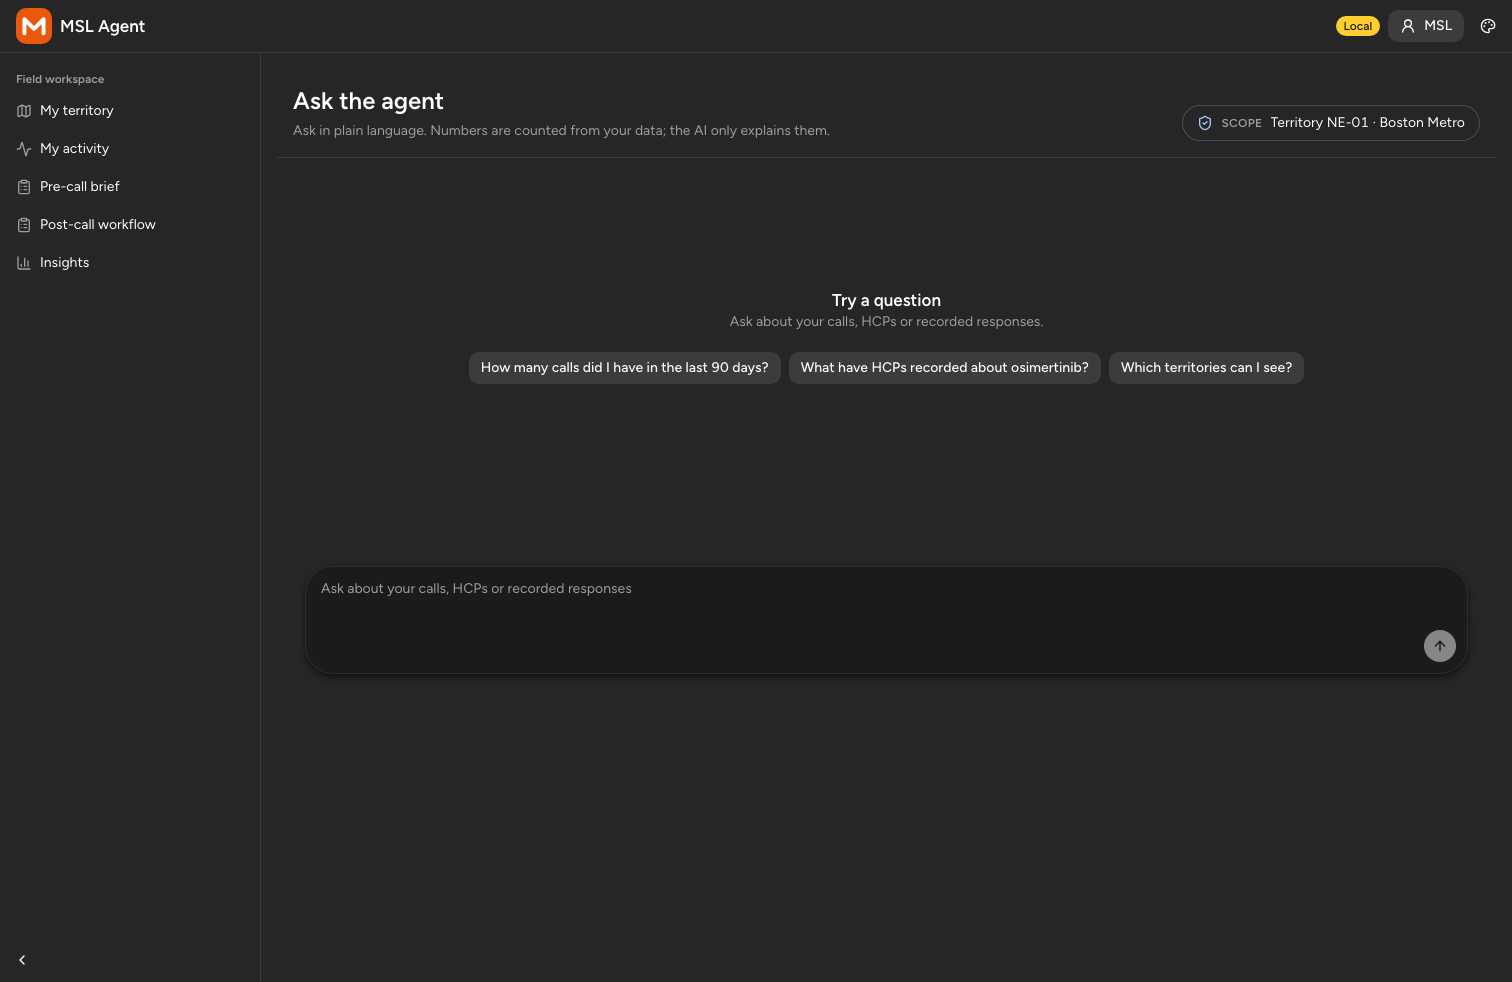 MSL Agent
Local
MSL
Field workspace
My territory
My activity
Pre-call brief
Post-call workflow
Insights
Ask the agent
Ask in plain language. Numbers are counted from your data; the AI only explains them.
SCOPE Territory NE-01 · Boston Metro
Try a question
Ask about your calls, HCPs or recorded responses.
How many calls did I have in the last 90 days?
What have HCPs recorded about osimertinib?
Which territories can I see?
Ask about your calls, HCPs or recorded responses